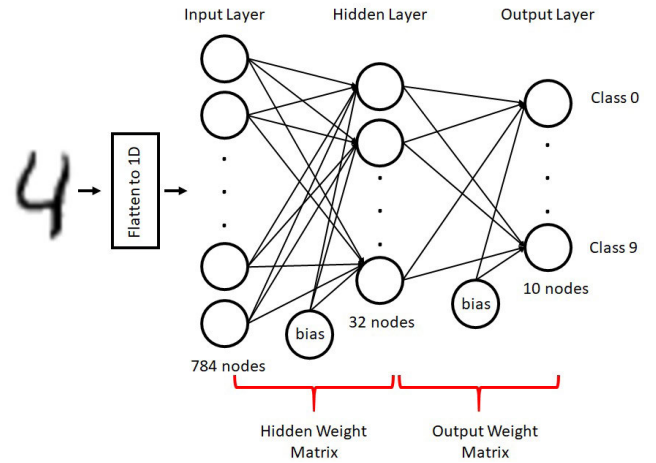 Input Layer
Hidden Layer
Output Layer
Class 0
4
Flatten to 1D
Class 9
10 nodes
bias
bias
32 nodes
784 nodes
Hidden Weight
Matrix
Output Weight
Matrix